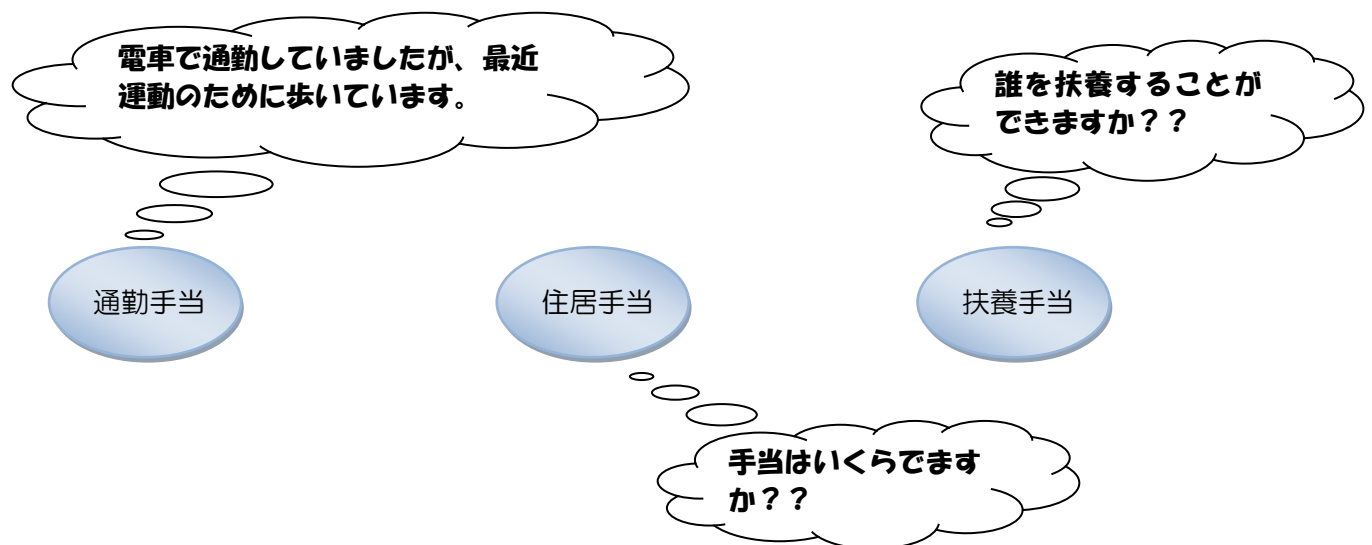 電車で通勤していましたが、最近
運動のために歩いています。
誰を扶養することが
できますか？？
通勤手当
住居手当
扶養手当
手当はいくらでます
か？？